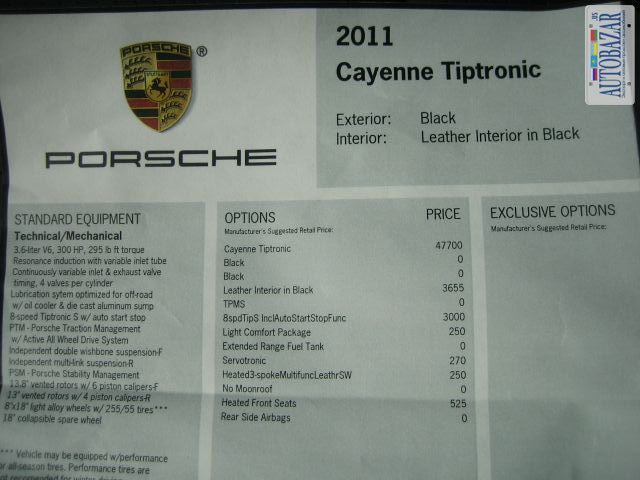 PORSCHE
®
PORSCHE
2011
Cayenne Tiptronic
Exterior: Black
Interior: Leather Interior in Black
AUTOBAZAR
.us
STANDARD EQUIPMENT
Technical/Mechanical
3.6-liter V6, 300 HP, 295 lb ft torque
Resonance induction with variable inlet tube
Continuously variable inlet & exhaust valve
timing, 4 valves per cylinder
Lubrication sytem optimized for off-road
w/ oil cooler & die cast aluminum sump
8-speed Tiptronic S w/ auto start stop
PTM - Porsche Traction Management
w/ Active All Wheel Drive System
Independent double wishbone suspension-F
Independent multi-link suspension-R
PSM - Porsche Stability Management
13.8" vented rotors w/ 6 piston calipers-F
13" vented rotors w/ 4 piston calipers-R
8"x18" light alloy wheels w/ 255/55 tires***
18" collapsible spare wheel
*** Vehicle may be equipped w/performance
or all-season tires. Performance tires are
not recomended for winter
OPTIONS PRICE
Manufacturer's Suggested Retail Price:
Cayenne Tiptronic 47700
Black 0
Black 0
Leather Interior in Black 3655
TPMS 0
8spdTipS InclAutoStartStopFunc 3000
Light Comfort Package 250
Extended Range Fuel Tank 0
Servotronic 270
Heated3-spokeMultifuncLeathrSW 250
No Moonroof 0
Heated Front Seats 525
Rear Side Airbags 0
EXCLUSIVE OPTIONS
Manufacturer's Suggested Retail Price: